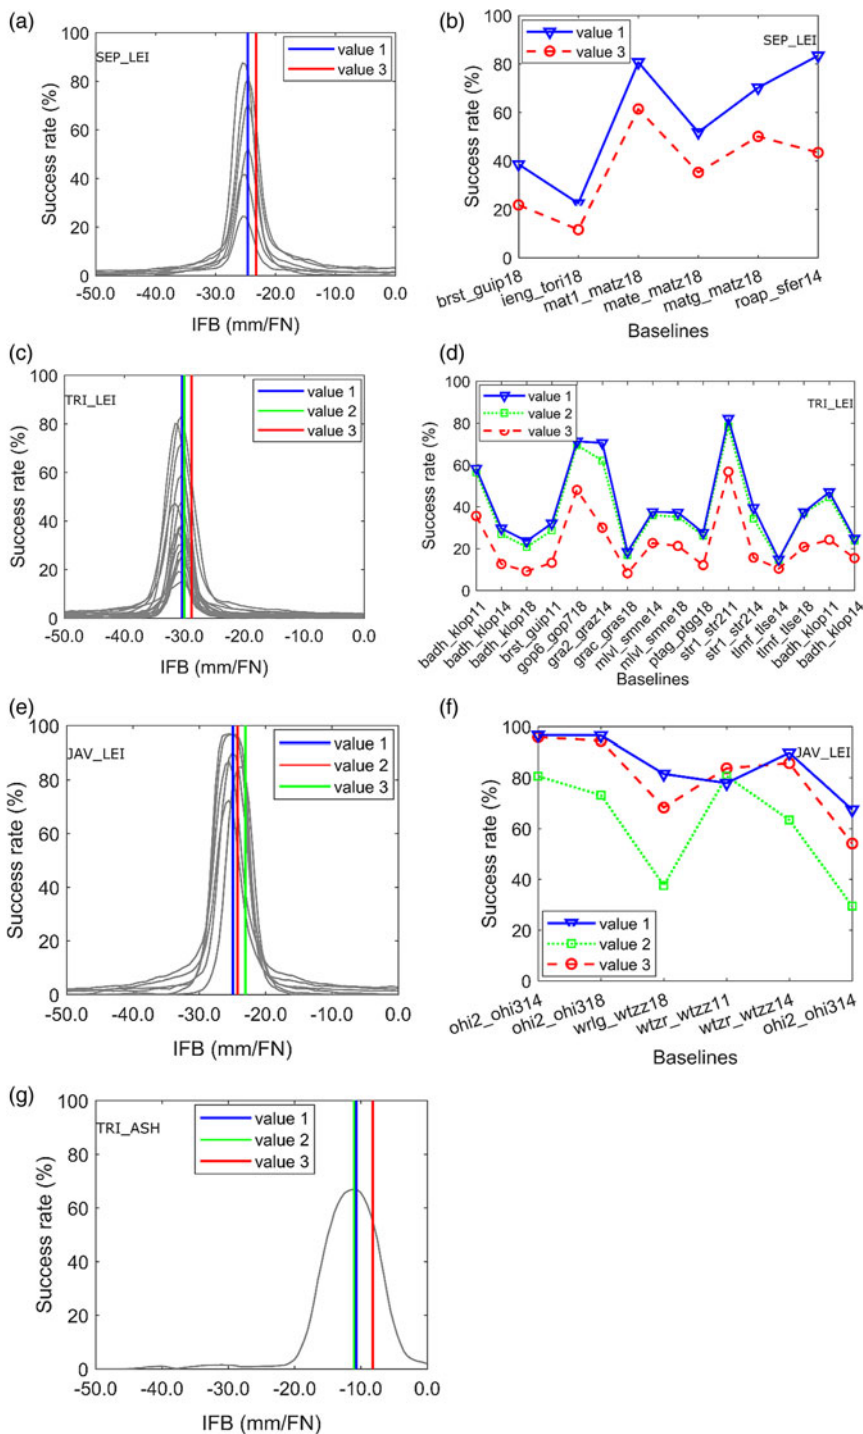 (a)
100
80
60
40
20
0
SEP_LEI
value 1
value 3
Success rate (%)
-50.0 -40.0 -30.0 -20.0 -10.0 0.0
IFB (mm/FN)
(b)
100
80
60
40
20
0
value 1
value 3
SEP_LEI
Success rate (%)
brst_guip18 ieng_tori18 mat1_matz18 mate_matz18 matg_matz18 roap_sfer14
Baselines
(c)
100
80
60
40
20
0
TRI_LEI
value 1
value 2
value 3
Success rate (%)
-50.0 -40.0 -30.0 -20.0 -10.0 0.0
IFB (mm/FN)
(d)
100
80
60
40
20
0
value 1
value 2
value 3
TRI_LEI
Success rate (%)
badh_klop11 badh_klop14 badh_klop18 brst_guip11 gop6_gop718 gra2_graz14 grac_gras18 mlvl_smne14 mlvl_smne18 ptag_ptgg18 str1_str211 str1_str214 tlmf_tlse14 tlmf_tlse18 badh_klop11 badh_klop14
Baselines
(e)
100
80
60
40
20
0
JAV_LEI
value 1
value 2
value 3
Success rate (%)
-50.0 -40.0 -30.0 -20.0 -10.0 0.0
IFB (mm/FN)
(f)
100
80
60
40
20
0
JAV_LEI
value 1
value 2
value 3
Success rate (%)
ohi2_ohi314 ohi2_ohi318 wrlg_wtzz18 wtzr_wtzz11 wtzr_wtzz14 ohi2_ohi314
Baselines
(g)
100
80
60
40
20
0
TRI_ASH
value 1
value 2
value 3
Success rate (%)
-50.0 -40.0 -30.0 -20.0 -10.0 0.0
IFB (mm/FN)